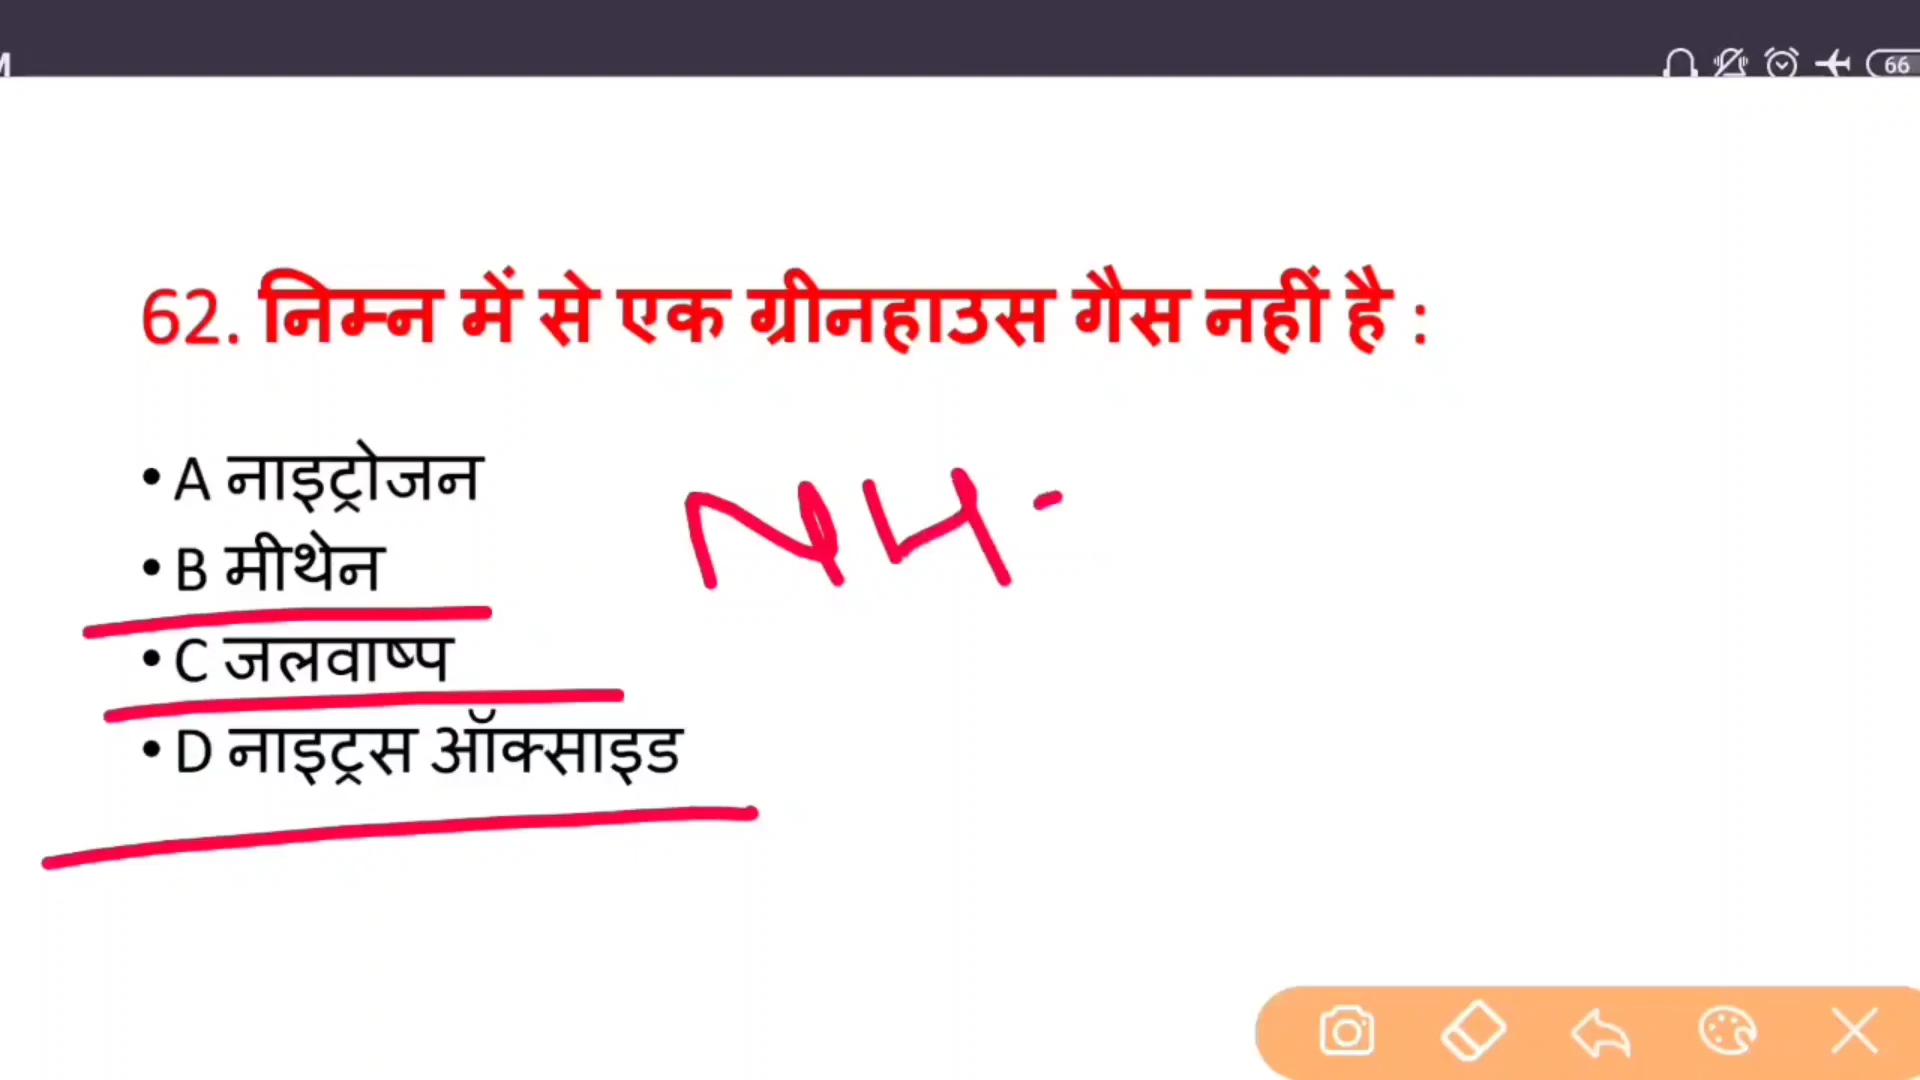 66
62. निम्न में से एक ग्रीनहाउस गैस नहीं है :
• A नाइट्रोजन
NH
• B मीथेन
• C जलवाष्प
• D नाइट्रस ऑक्साइड